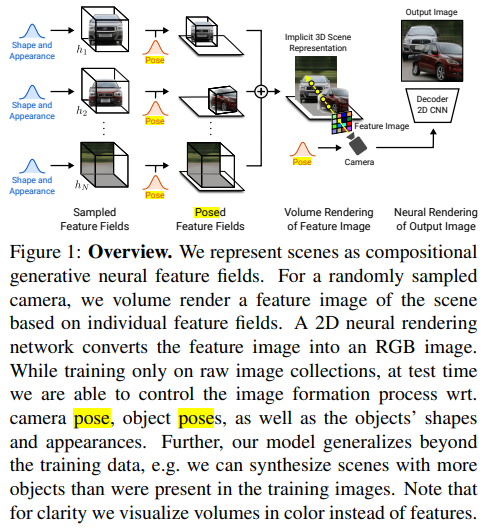 Output Image
Shape and
Appearance
h1
Pose
Implicit 3D Scene
Representation
Shape and
Appearance
h2
Pose
Feature Image
Decoder
2D CNN
Pose
Camera
Shape and
Appearance
hN
Pose
Sampled
Feature Fields
Posed
Feature Fields
Volume Rendering
of Feature Image
Neural Rendering
of Output Image
Figure 1: Overview. We represent scenes as compositional
generative neural feature fields. For a randomly sampled
camera, we volume render a feature image of the scene
based on individual feature fields. A 2D neural rendering
network converts the feature image into an RGB image.
While training only on raw image collections, at test time
we are able to control the image formation process wrt.
camera pose, object poses, as well as the objects' shapes
and appearances. Further, our model generalizes beyond
the training data, e.g. we can synthesize scenes with more
objects than were present in the training images. Note that
for clarity we visualize volumes in color instead of features.